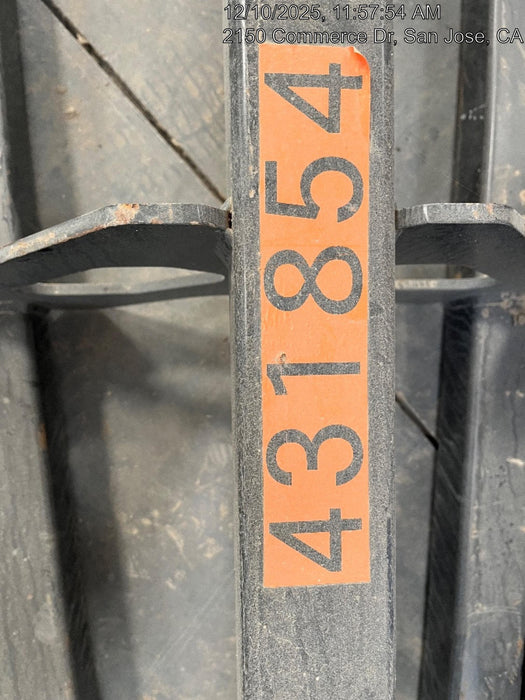 12/10/2025, 11:57:54 AM
2150 Commerce Dr, San Jose, CA
431854